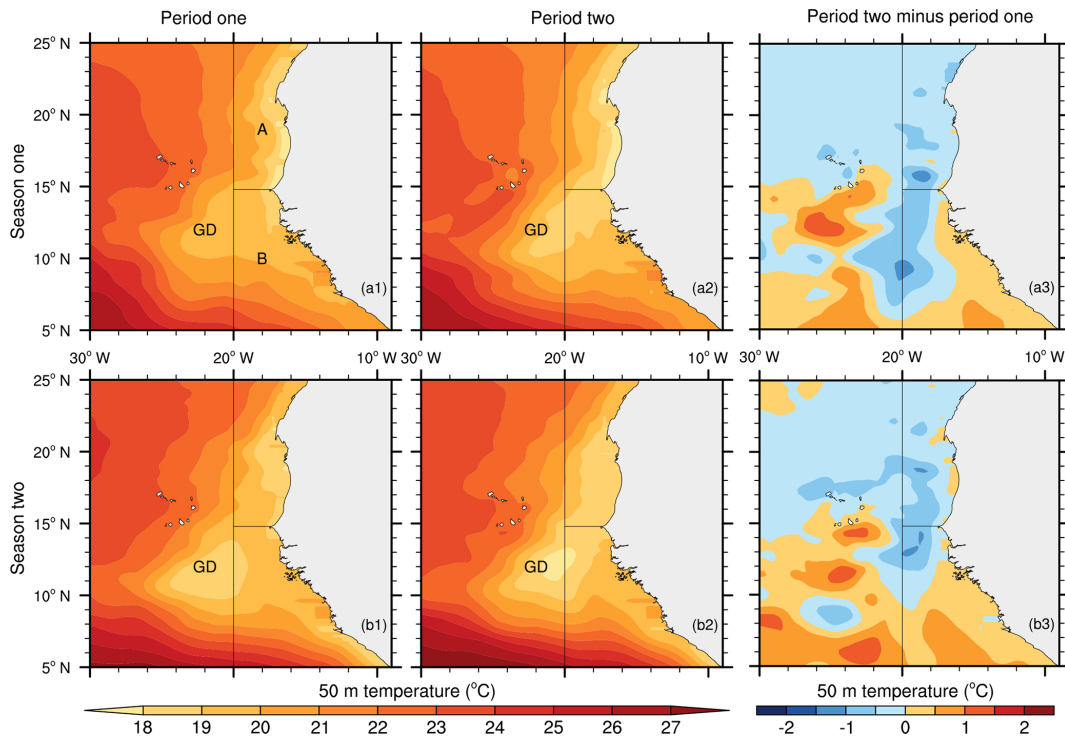 Period one Period two Period two minus period one
25° N
20° N
15° N
10° N
5° N
Season one
A
GD
B
(a1)
GD
(a2)
(a3)
30° W 20° W 10° W 30° W 20° W 10° W 30° W 20° W 10° W
25° N
20° N
15° N
10° N
5° N
Season two
GD
(b1)
GD
(b2)
(b3)
50 m temperature (°C) 50 m temperature (°C)
18 19 20 21 22 23 24 25 26 27
-2 -1 0 1 2